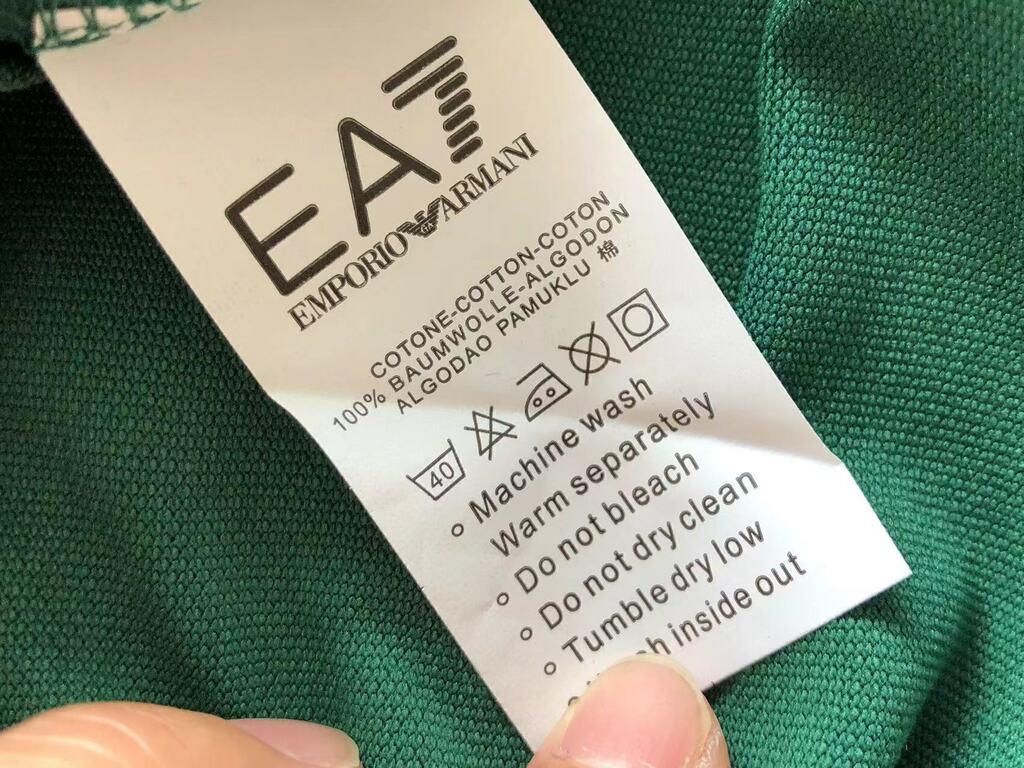 EA7
EMPORIO GA ARMANI
COTONE-COTTON-COTON
100% BAUMWOLLE-ALGODON
ALGODAO PAMUKLU 棉
40
Machine wash
Warm separately
Do not bleach
Do not dry clean
Tumble dry low
inside out